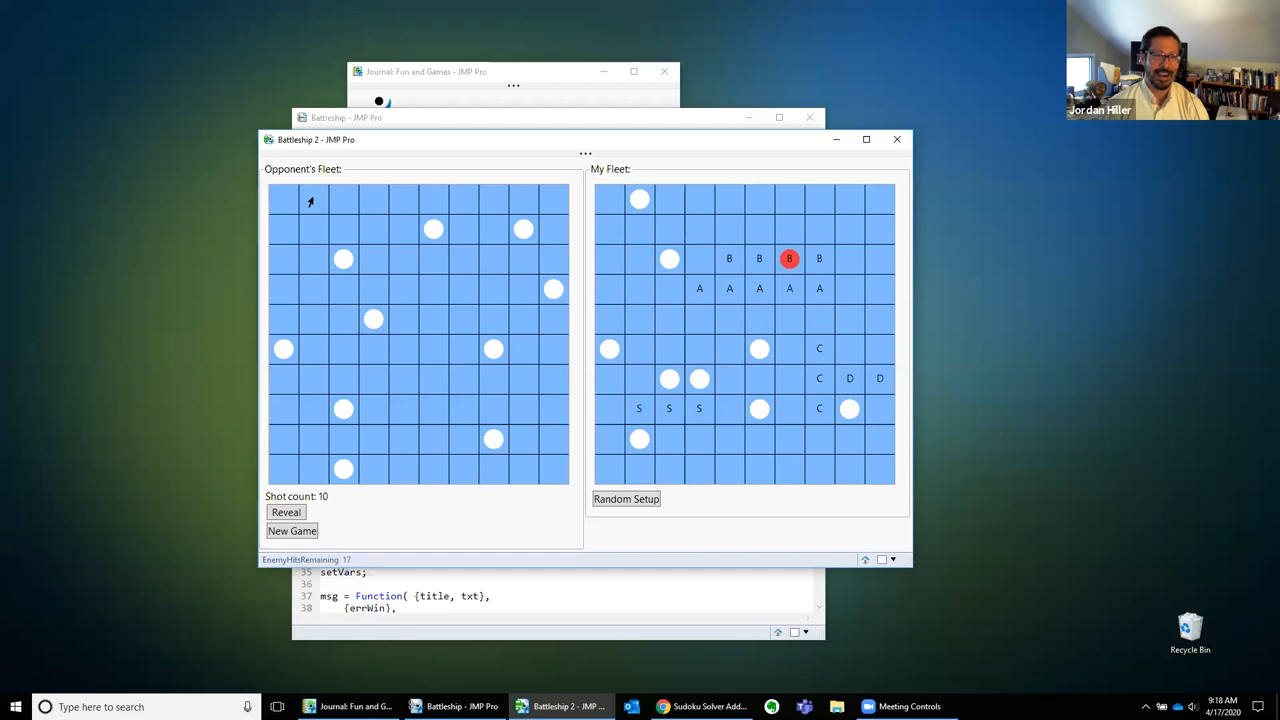 Journal: Fun and Games - JMP Pro
Jordan Hiller
Battleship - JMP Pro
Battleship 2 - JMP Pro
Opponent's Fleet:
My Fleet:
B B B B
A A A A A
C
C D D
S S S C
Shot count: 10
Random Setup
Reveal
New Game
EnemyHitsRemaining 17
35 setVars;
36
37 msg = Function( {title, txt},
38 {errWin},
Recycle Bin
Type here to search
Journal: Fun and G...
Battleship - JMP Pro
Battleship 2 - JMP ...
Sudoku Solver Add...
Meeting Controls
9:18 AM
4/17/2020